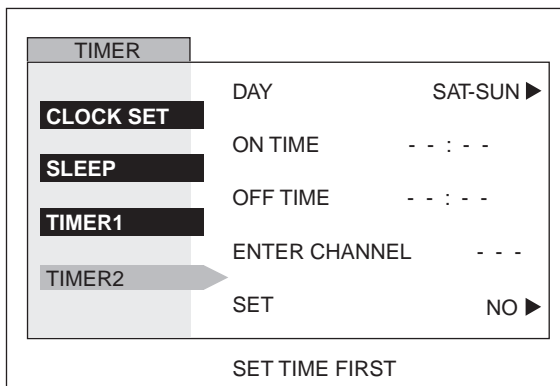 TIMER
CLOCK SET
SLEEP
TIMER1
TIMER2
DAY SAT-SUN ▶
ON TIME - - : - -
OFF TIME - - : - -
ENTER CHANNEL - - -
SET NO ▶
SET TIME FIRST